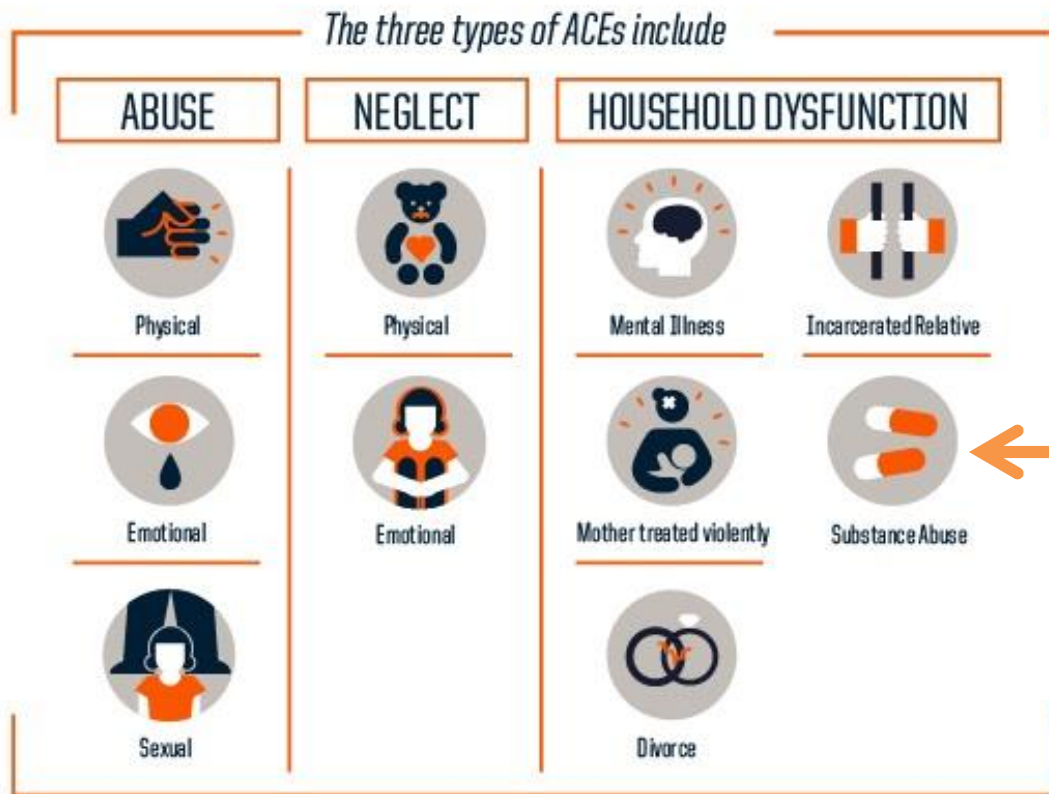 The three types of ACEs include
ABUSE
NEGLECT
HOUSEHOLD DYSFUNCTION
Physical
Physical
Mental Illness
Incarcerated Relative
Emotional
Emotional
Mother treated violently
Substance Abuse
Sexual
Divorce